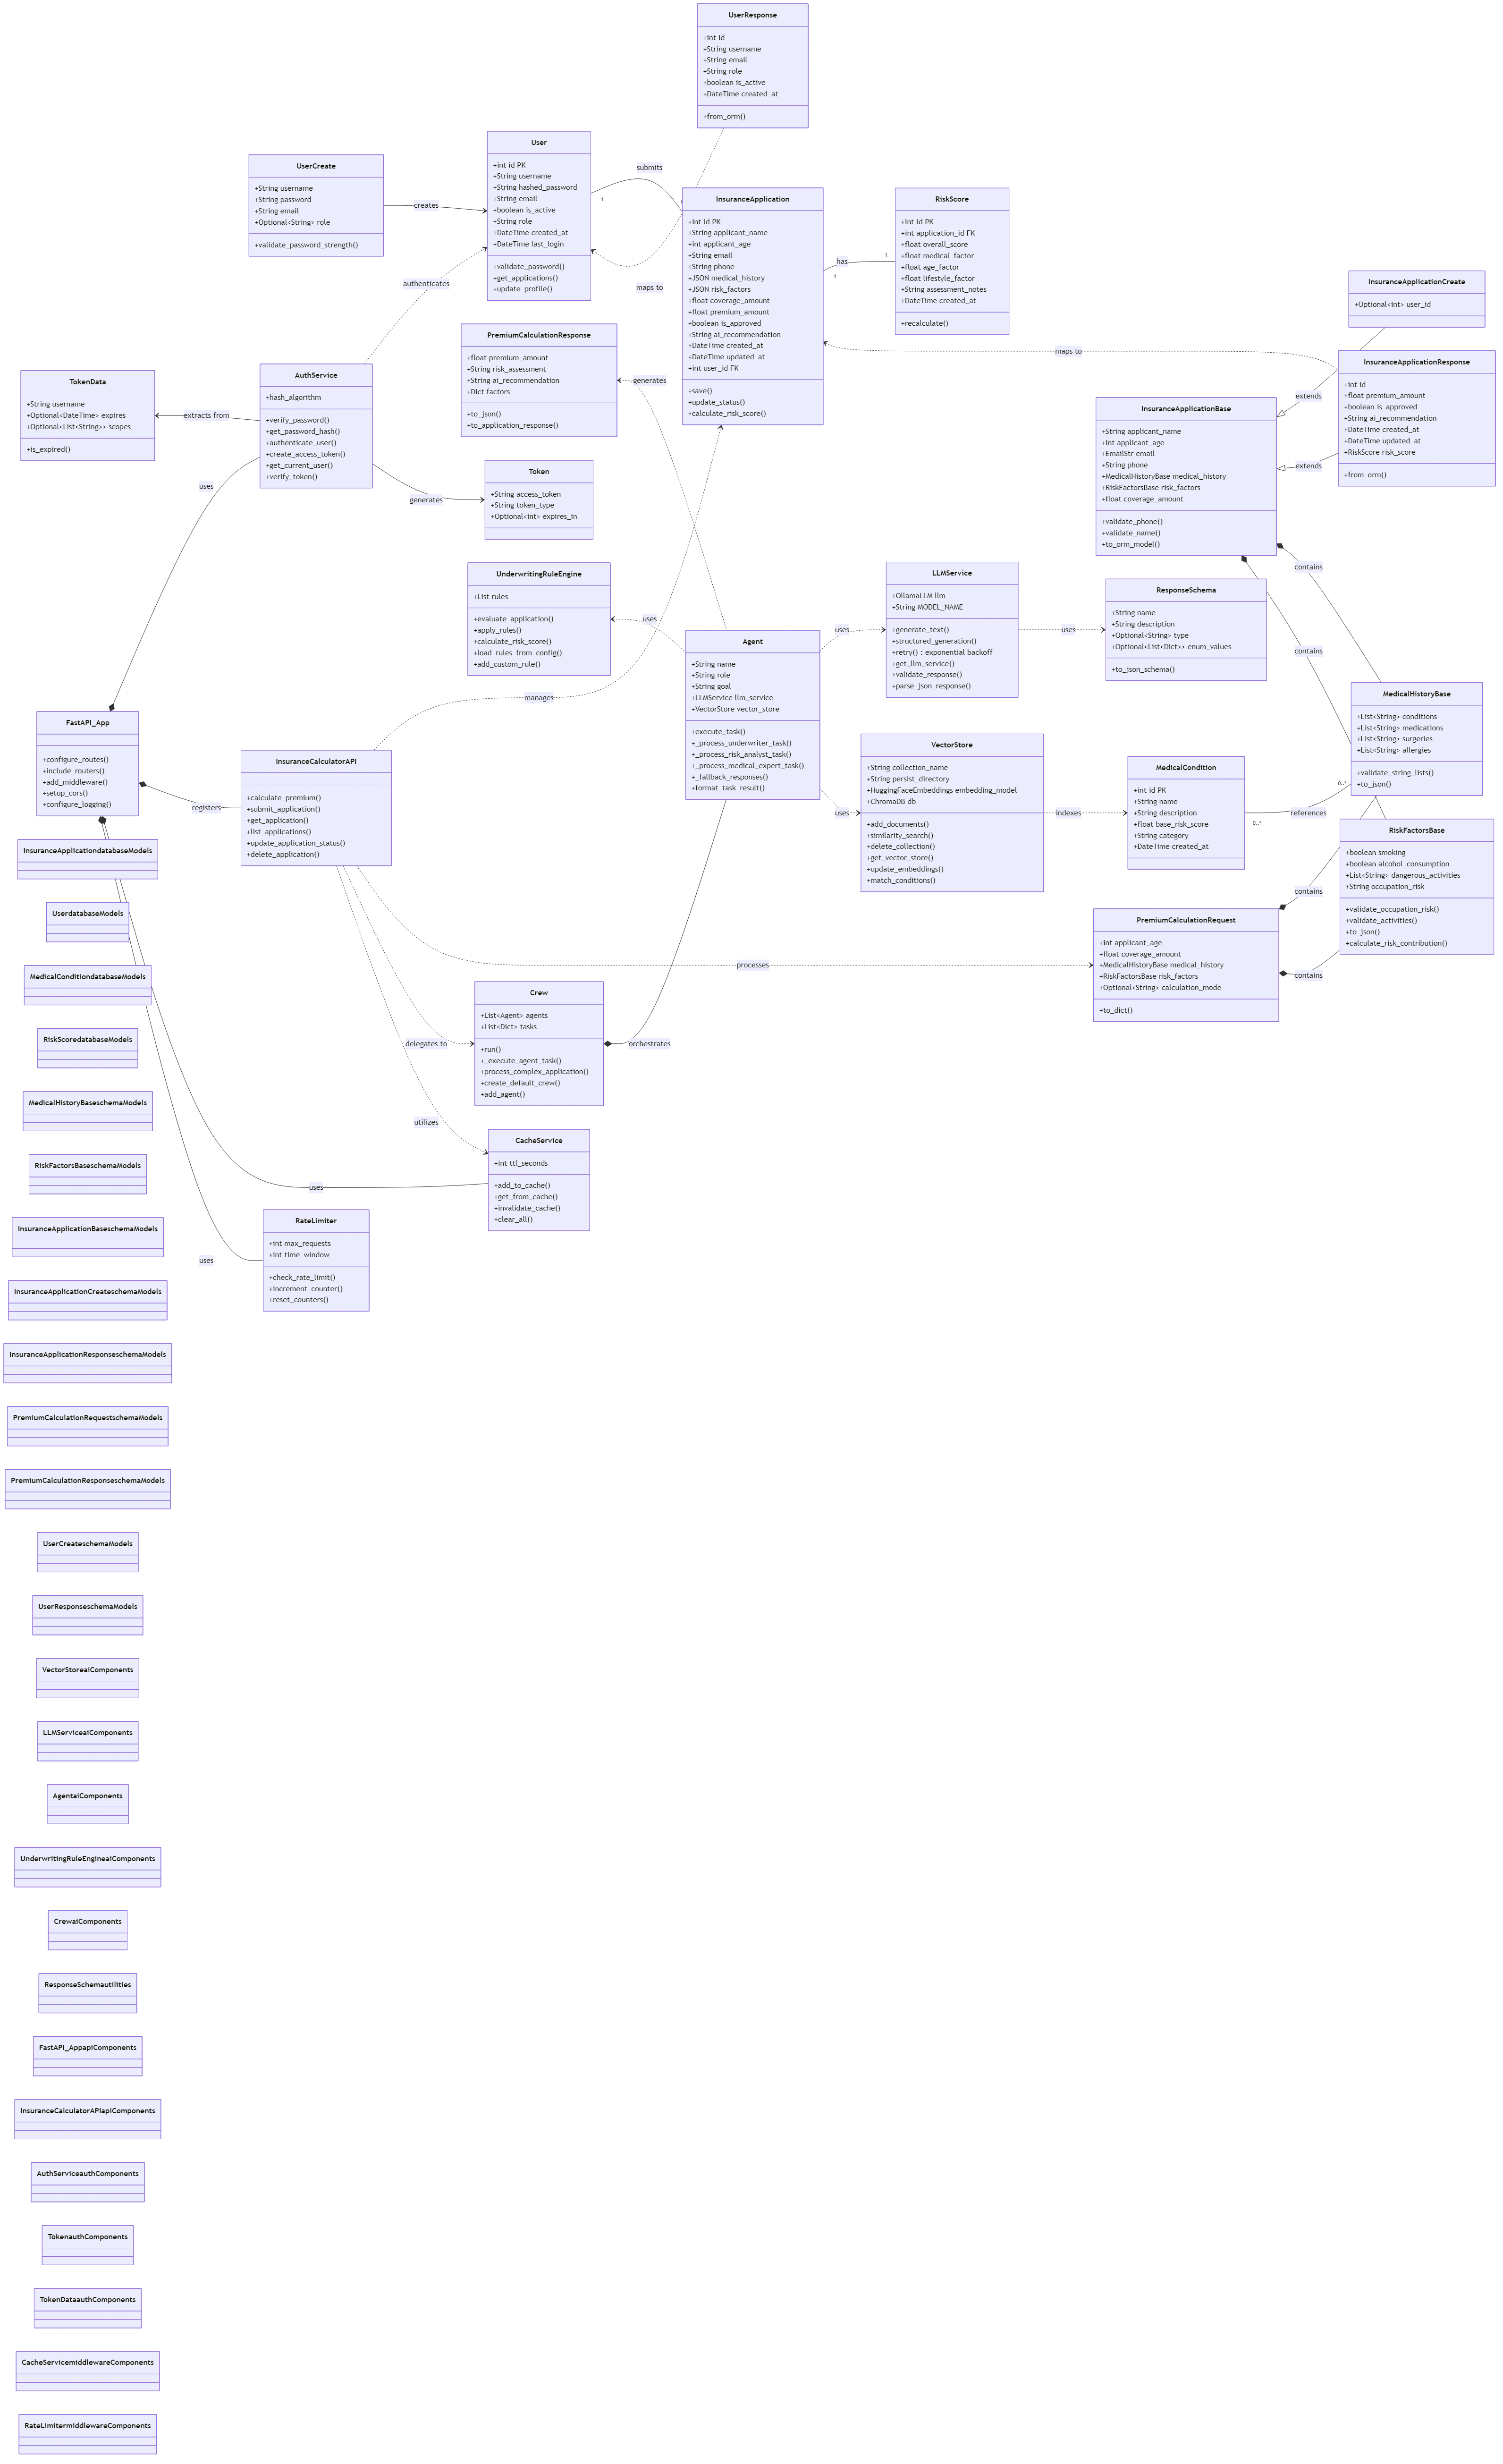 UserResponse
+int id
+String username
+String email
+String role
+boolean is_active
+DateTime created_at
+from_orm()
User
+int id PK
+String username
+String hashed_password
+String email
+boolean is_active
+String role
+DateTime created_at
+DateTime last_login
+validate_password()
+get_applications()
+update_profile()
UserCreate
+String username
+String password
+String email
+Optional<String> role
+validate_password_strength()
creates
submits
1
maps to
authenticates
InsuranceApplication
+int id PK
+String applicant_name
+int applicant_age
+String email
+String phone
+JSON medical_history
+JSON risk_factors
+float coverage_amount
+float premium_amount
+boolean is_approved
+String ai_recommendation
+DateTime created_at
+DateTime updated_at
+int user_id FK
+save()
+update_status()
+calculate_risk_score()
has
1
1
RiskScore
+int id PK
+int application_id FK
+float overall_score
+float medical_factor
+float age_factor
+float lifestyle_factor
+String assessment_notes
+DateTime created_at
+recalculate()
InsuranceApplicationCreate
+Optional<int> user_id
maps to
extends
InsuranceApplicationResponse
+int id
+float premium_amount
+boolean is_approved
+String ai_recommendation
+DateTime created_at
+DateTime updated_at
+RiskScore risk_score
+from_orm()
InsuranceApplicationBase
+String applicant_name
+int applicant_age
+EmailStr email
+String phone
+MedicalHistoryBase medical_history
+RiskFactorsBase risk_factors
+float coverage_amount
+validate_phone()
+validate_name()
+to_orm_model()
extends
contains
contains
PremiumCalculationResponse
+float premium_amount
+String risk_assessment
+String ai_recommendation
+Dict factors
+to_json()
+to_application_response()
generates
AuthService
+hash_algorithm
+verify_password()
+get_password_hash()
+authenticate_user()
+create_access_token()
+get_current_user()
+verify_token()
TokenData
+String username
+Optional<DateTime> expires
+Optional<List<String>> scopes
+is_expired()
extracts from
uses
generates
Token
+String access_token
+String token_type
+Optional<int> expires_in
UnderwritingRuleEngine
+List rules
+evaluate_application()
+apply_rules()
+calculate_risk_score()
+load_rules_from_config()
+add_custom_rule()
uses
manages
Agent
+String name
+String role
+String goal
+LLMService llm_service
+VectorStore vector_store
+execute_task()
+_process_underwriter_task()
+_process_risk_analyst_task()
+_process_medical_expert_task()
+_fallback_responses()
+format_task_result()
uses
uses
LLMService
+OllamaLLM llm
+String MODEL_NAME
+generate_text()
+structured_generation()
+retry() : exponential backoff
+get_llm_service()
+validate_response()
+parse_json_response()
uses
ResponseSchema
+String name
+String description
+Optional<String> type
+Optional<List<Dict>> enum_values
+to_json_schema()
VectorStore
+String collection_name
+String persist_directory
+HuggingFaceEmbeddings embedding_model
+ChromaDB db
+add_documents()
+similarity_search()
+delete_collection()
+get_vector_store()
+update_embeddings()
+match_conditions()
indexes
MedicalCondition
+int id PK
+String name
+String description
+float base_risk_score
+String category
+DateTime created_at
0..*
references
0..*
MedicalHistoryBase
+List<String> conditions
+List<String> medications
+List<String> surgeries
+List<String> allergies
+validate_string_lists()
+to_json()
RiskFactorsBase
+boolean smoking
+boolean alcohol_consumption
+List<String> dangerous_activities
+String occupation_risk
+validate_occupation_risk()
+validate_activities()
+to_json()
+calculate_risk_contribution()
contains
contains
PremiumCalculationRequest
+int applicant_age
+float coverage_amount
+MedicalHistoryBase medical_history
+RiskFactorsBase risk_factors
+Optional<String> calculation_mode
+to_dict()
FastAPI_App
+configure_routes()
+include_routers()
+add_middleware()
+setup_cors()
+configure_logging()
registers
InsuranceCalculatorAPI
+calculate_premium()
+submit_application()
+get_application()
+list_applications()
+update_application_status()
+delete_application()
processes
delegates to
utilizes
Crew
+List<Agent> agents
+List<Dict> tasks
+run()
+_execute_agent_task()
+process_complex_application()
+create_default_crew()
+add_agent()
orchestrates
CacheService
+int ttl_seconds
+add_to_cache()
+get_from_cache()
+invalidate_cache()
+clear_all()
uses
uses
RateLimiter
+int max_requests
+int time_window
+check_rate_limit()
+increment_counter()
+reset_counters()
InsuranceApplicationdatabaseModels
UserdatabaseModels
MedicalConditiondatabaseModels
RiskScoredatabaseModels
MedicalHistoryBaseschemaModels
RiskFactorsBaseschemaModels
InsuranceApplicationBaseschemaModels
InsuranceApplicationCreateschemaModels
InsuranceApplicationResponseschemaModels
PremiumCalculationRequestschemaModels
PremiumCalculationResponseschemaModels
UserCreateschemaModels
UserResponseschemaModels
VectorStoreaiComponents
LLMServiceaiComponents
AgentaiComponents
UnderwritingRuleEngineaiComponents
CrewaiComponents
ResponseSchemautilities
FastAPI_AppapiComponents
InsuranceCalculatorAPIapiComponents
AuthServiceauthComponents
TokenauthComponents
TokenDataauthComponents
CacheServicemiddlewareComponents
RateLimitermiddlewareComponents